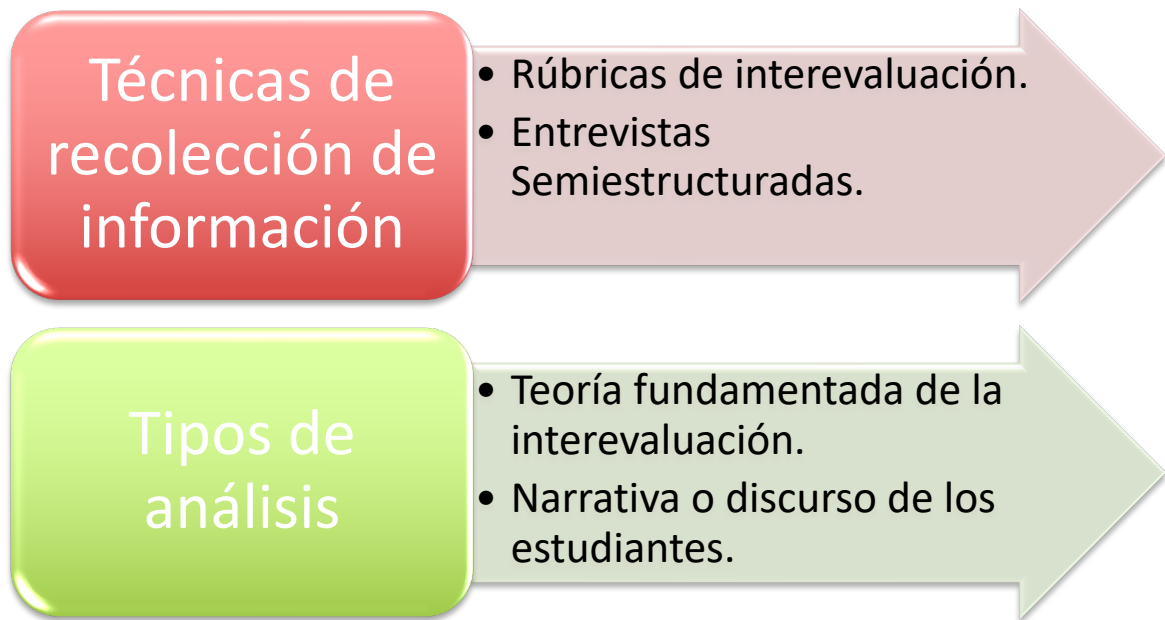 Técnicas de
recolección de
información
• Rúbricas de interevaluación.
• Entrevistas
Semiestructuradas.
Tipos de
análisis
• Teoría fundamentada de la
interevaluación.
• Narrativa o discurso de los
estudiantes.